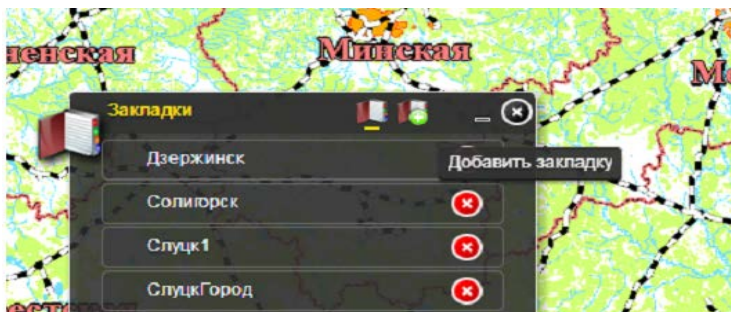 Минская
Закладки
Дзержинск
Добавить закладку
Солигорск
Слуцк1
СлуцкГород